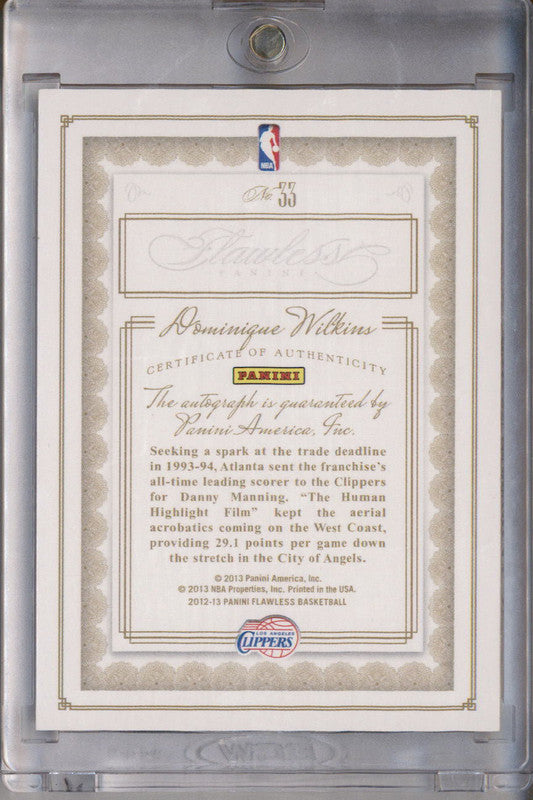 NBA
No. 33
Flawless
PANINI
Dominique Wilkins
CERTIFICATE OF AUTHENTICITY
PANINI
The autograph is guaranteed by
Panini America, Inc.
Seeking a spark at the trade deadline
in 1993-94, Atlanta sent the franchise's
all-time leading scorer to the Clippers
for Danny Manning. "The Human
Highlight Film" kept the aerial
acrobatics coming on the West Coast,
providing 29.1 points per game down
the stretch in the City of Angels.
© 2013 Panini America, Inc.
© 2013 NBA Properties, Inc. Printed in the USA.
2012-13 PANINI FLAWLESS BASKETBALL
LOS ANGELES
CLIPPERS